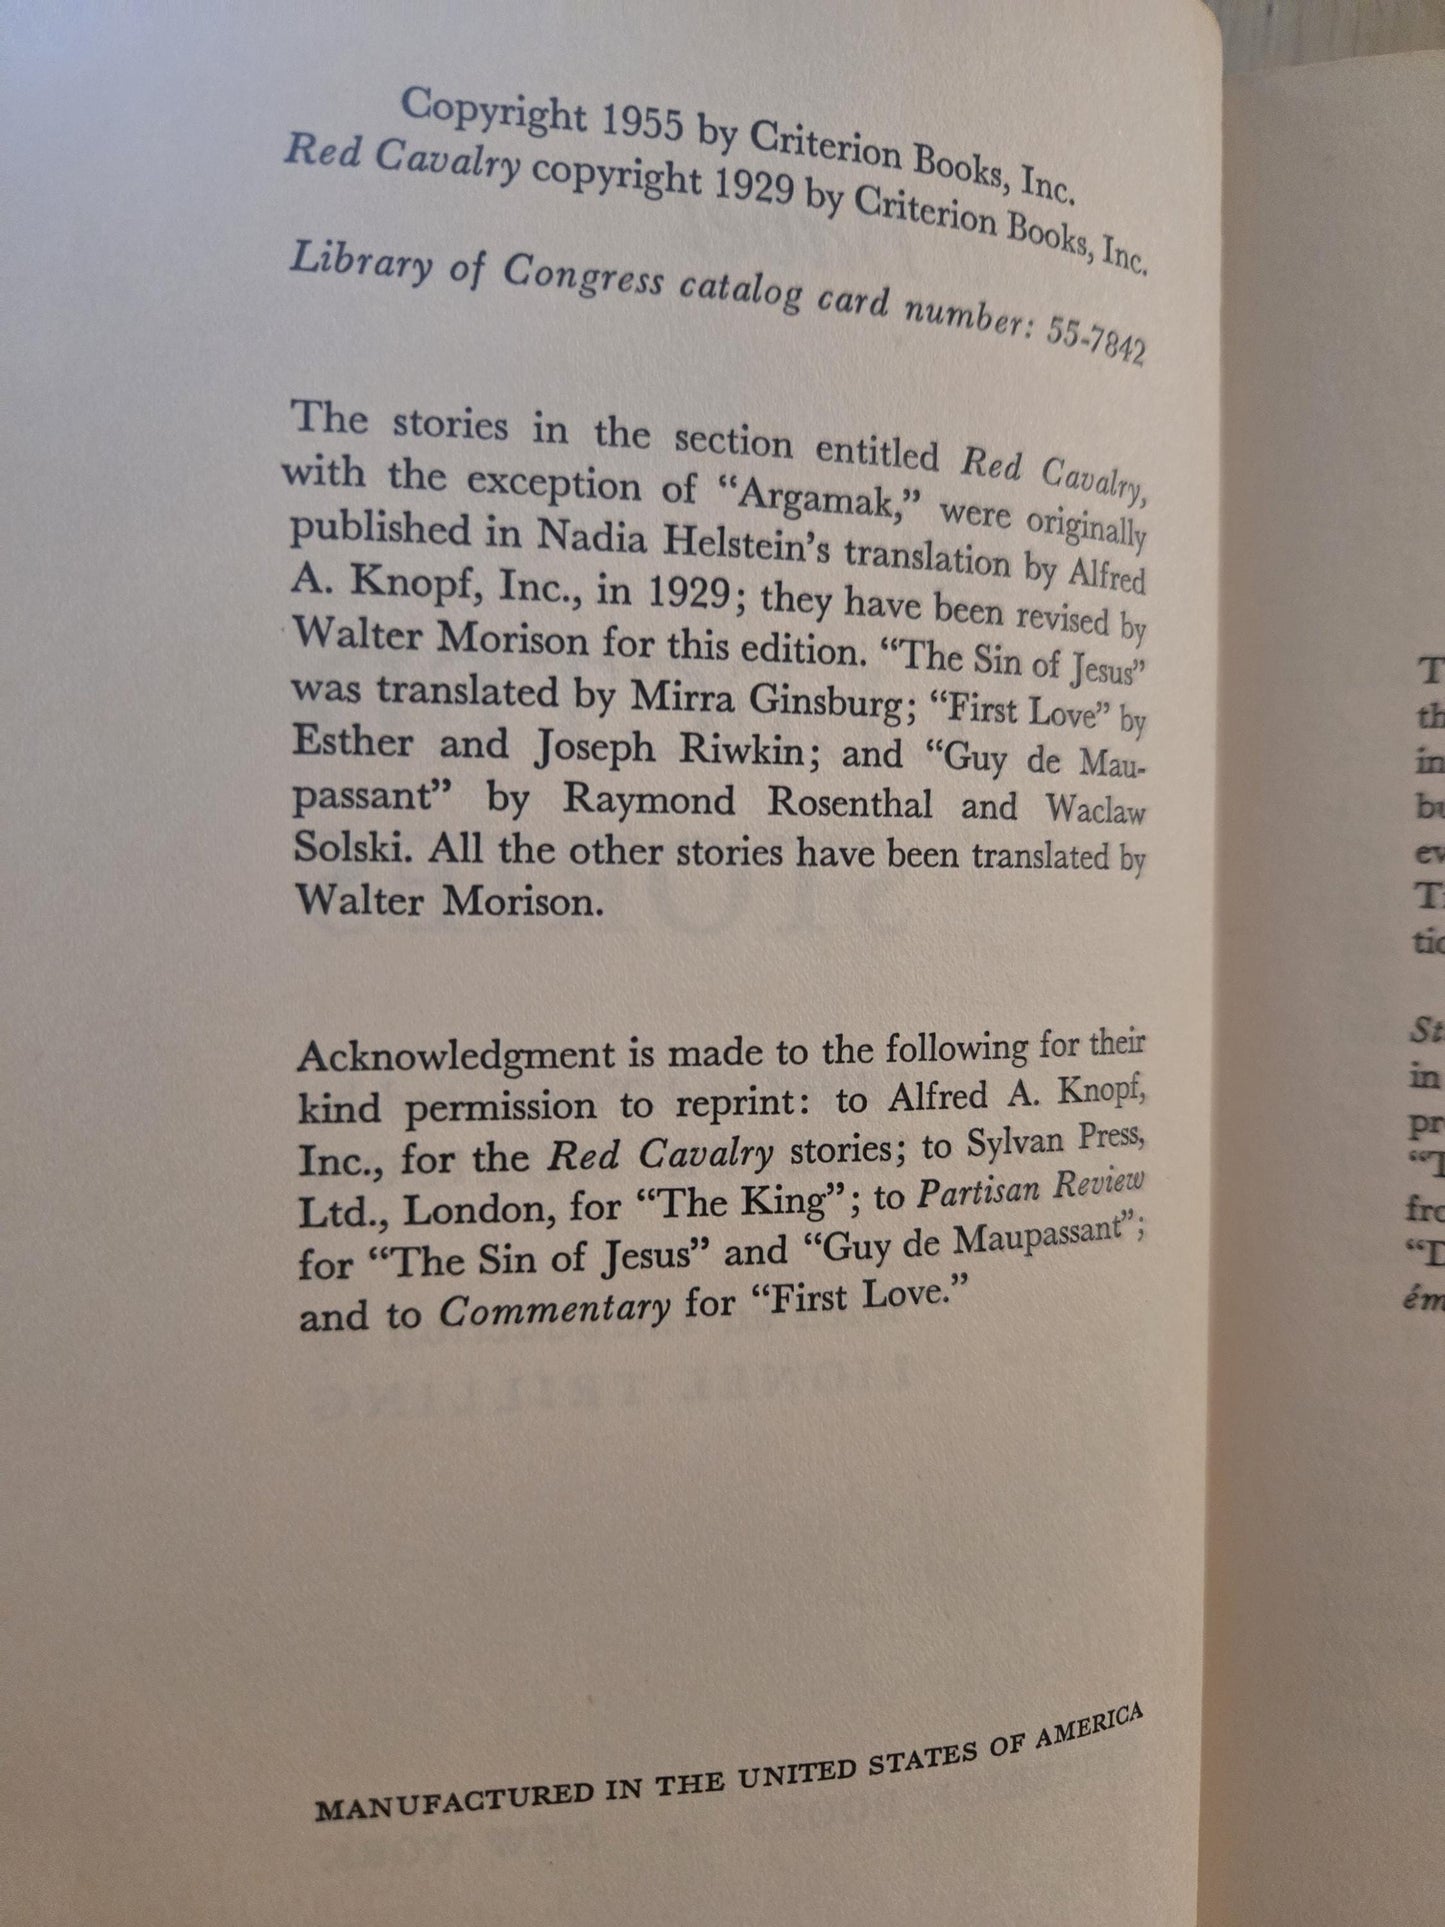 Copyright 1955 by Criterion Books, Inc.
Red Cavalry copyright 1929 by Criterion Books, Inc.
Library of Congress catalog card number: 55-7842
The stories in the section entitled Red Cavalry,
with the exception of “Argamak,” were originally
published in Nadia Helstein’s translation by Alfred
A. Knopf, Inc., in 1929; they have been revised by
Walter Morison for this edition. “The Sin of Jesus”
was translated by Mirra Ginsburg; “First Love” by
Esther and Joseph Riwkin; and “Guy de Mau-
passant” by Raymond Rosenthal and Waclaw
Solski. All the other stories have been translated by
Walter Morison.
Acknowledgment is made to the following for their
kind permission to reprint: to Alfred A. Knopf,
Inc., for the Red Cavalry stories; to Sylvan Press,
Ltd., London, for “The King”; to Partisan Review
for “The Sin of Jesus” and “Guy de Maupassant”;
and to Commentary for “First Love.”
LIONEL TRILLING
MANUFACTURED IN THE UNITED STATES OF AMERICA